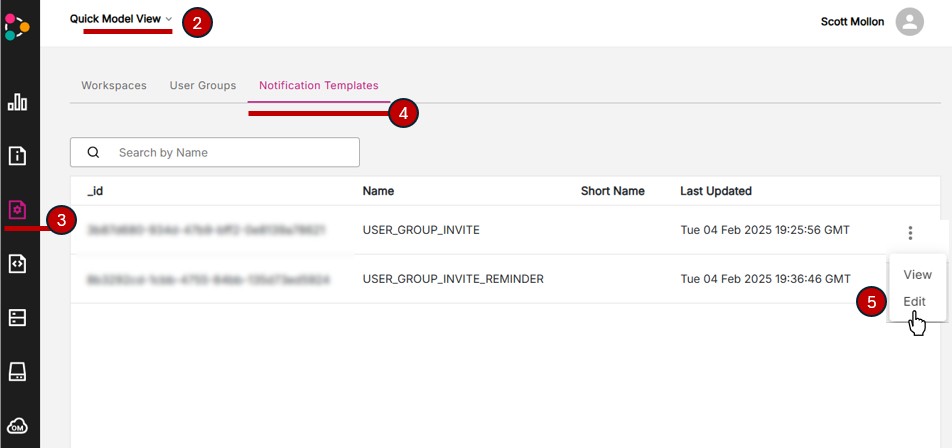 Quick Model View
2
Scott Mollon
Workspaces
User Groups
Notification Templates
4
Search by Name
_id
Name
Short Name
Last Updated
3
USER_GROUP_INVITE
Tue 04 Feb 2025 19:25:56 GMT
View
USER_GROUP_INVITE_REMINDER
Tue 04 Feb 2025 19:36:46 GMT
5
Edit
OM